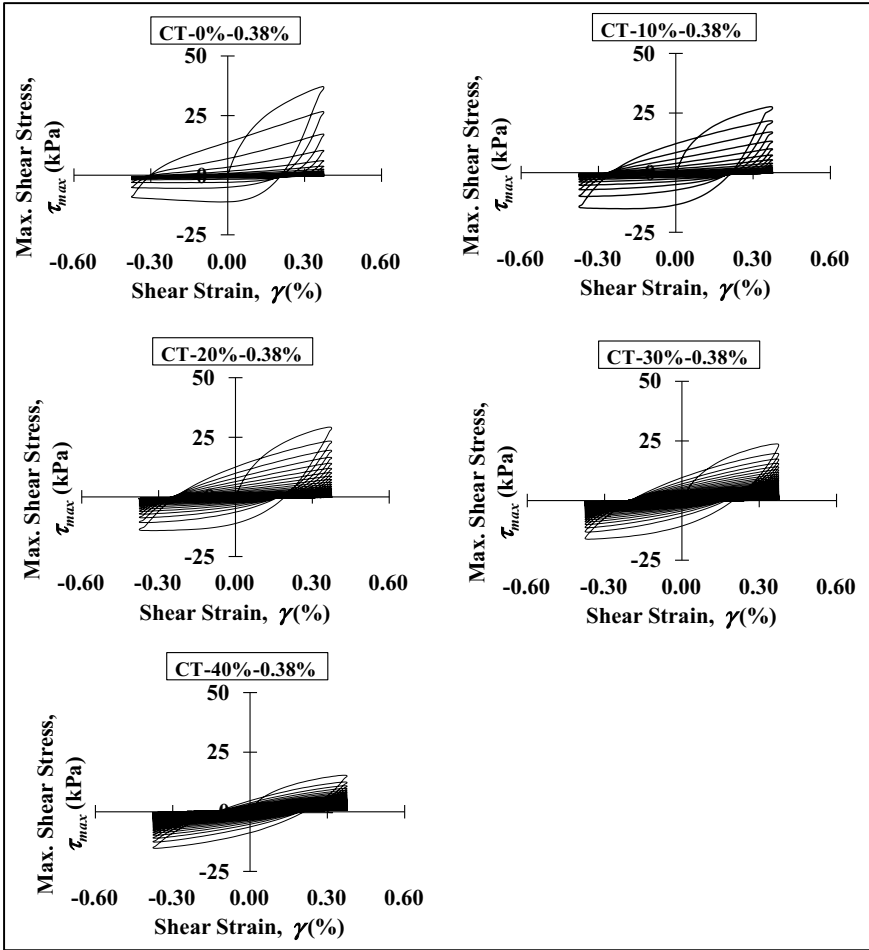 CT-0%-0.38%
50
25
0
-25
-0.60 -0.30 0.00 0.30 0.60
Max. Shear Stress,
τmax (kPa)
Shear Strain, γ(%)
CT-10%-0.38%
50
25
0
-25
-0.60 -0.30 0.00 0.30 0.60
Max. Shear Stress,
τmax (kPa)
Shear Strain, γ(%)
CT-20%-0.38%
50
25
-25
-0.60 -0.30 0.00 0.30 0.60
Max. Shear Stress,
τmax (kPa)
Shear Strain, γ(%)
CT-30%-0.38%
50
25
-25
-0.60 -0.30 0.00 0.30 0.60
Max. Shear Stress,
τmax (kPa)
Shear Strain, γ(%)
CT-40%-0.38%
50
25
0
-25
-0.60 -0.30 0.00 0.30 0.60
Max. Shear Stress,
τmax (kPa)
Shear Strain, γ(%)